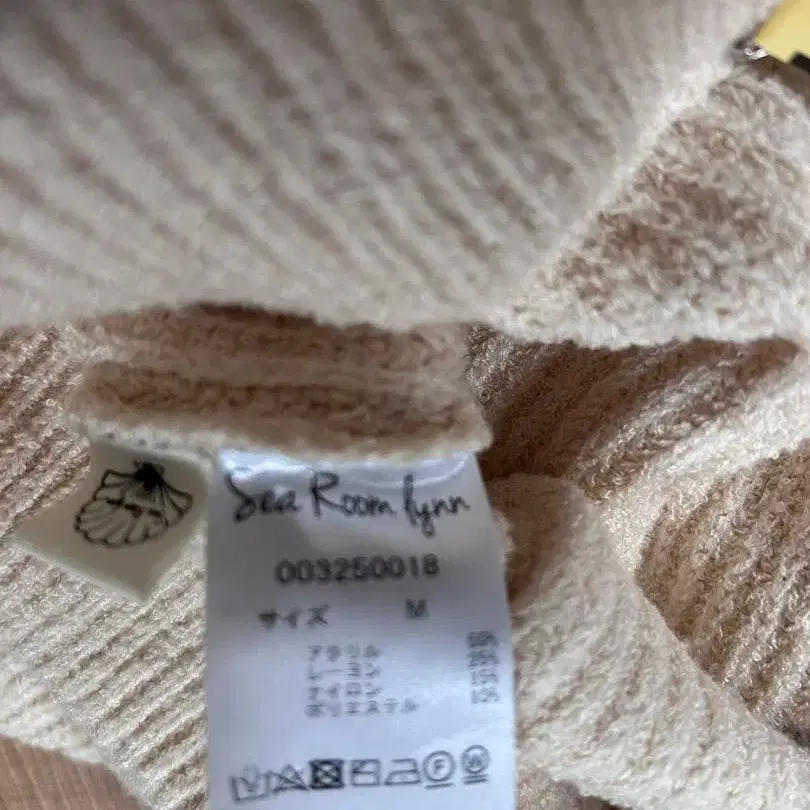 Sea Room lynn
003250018
サイズ M
アクリル
レーヨン
ナイロン
ポリエステル